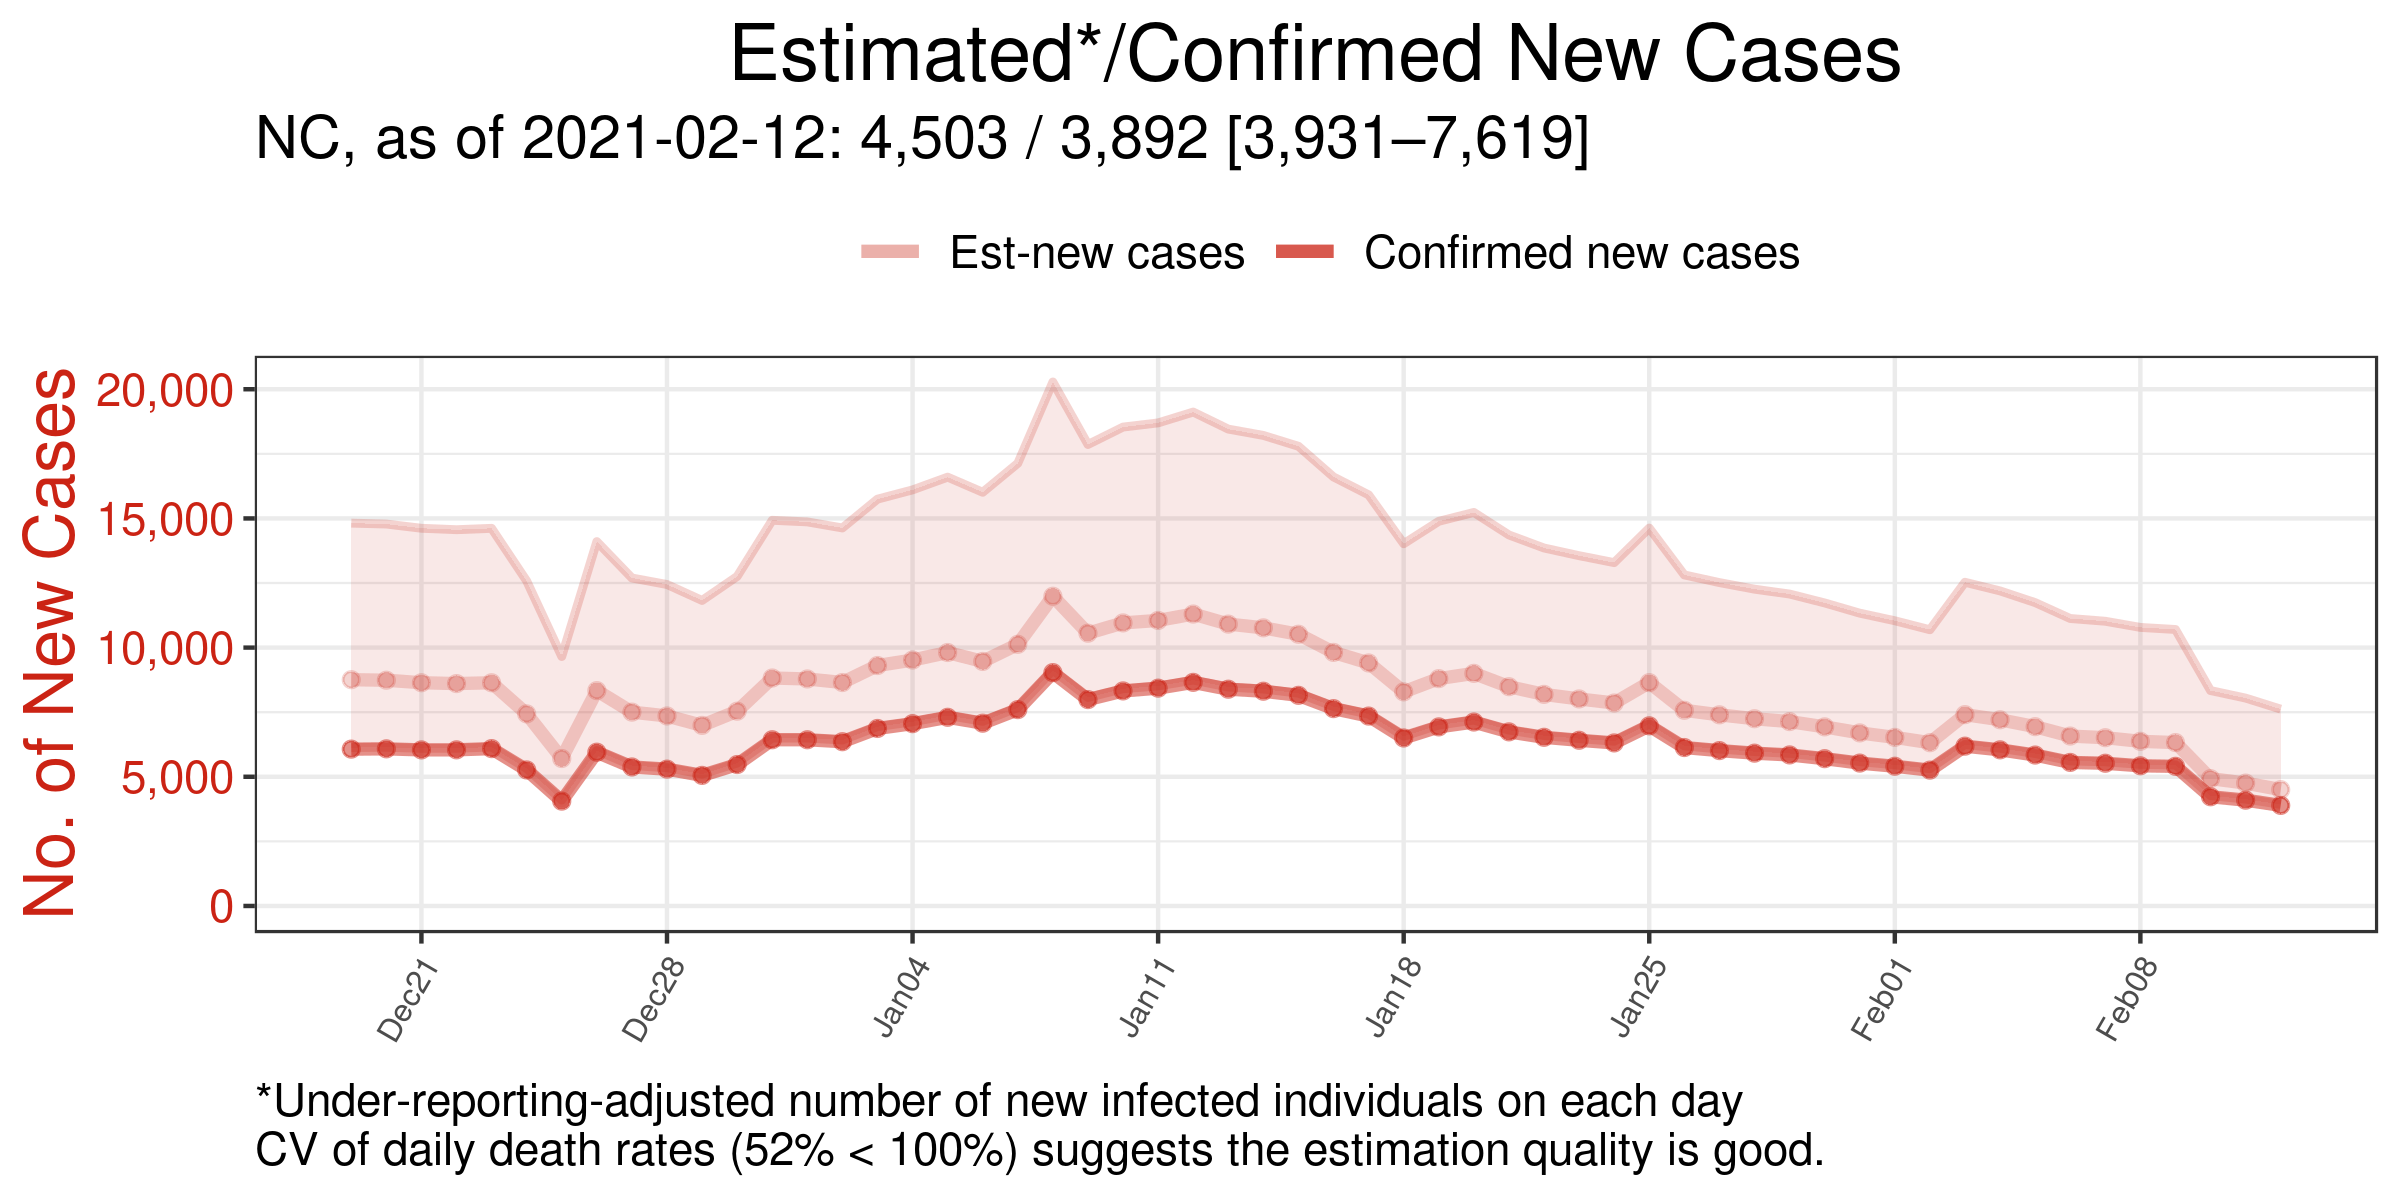 Estimated*/Confirmed New Cases
NC, as of 2021-02-12: 4,503 / 3,892 [3,931–7,619]
Est-new cases
Confirmed new cases
No. of New Cases
20,000
15,000
10,000
5,000
0
Dec21
Dec28
Jan04
Jan11
Jan18
Jan25
Feb01
Feb08
*Under-reporting-adjusted number of new infected individuals on each day
CV of daily death rates (52% < 100%) suggests the estimation quality is good.